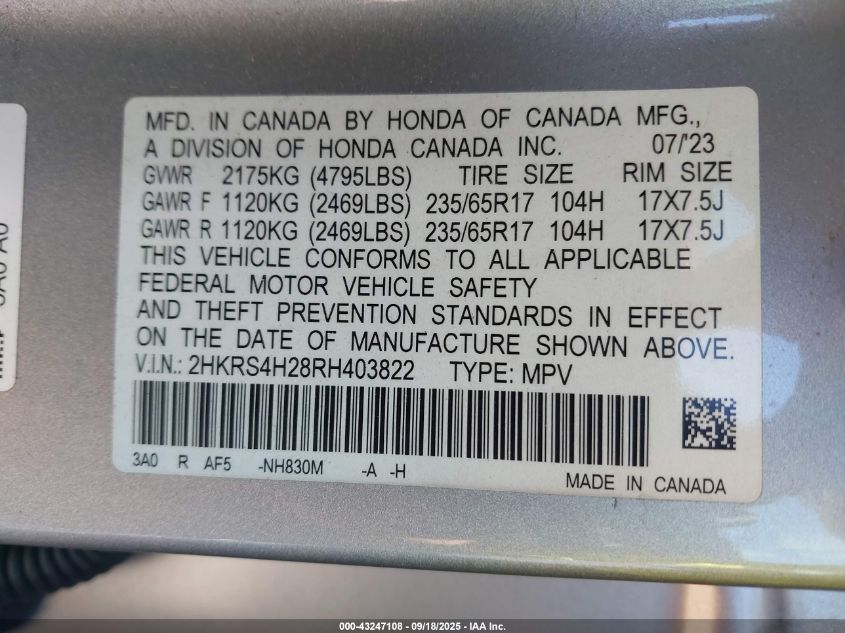 MFD. IN CANADA BY HONDA OF CANADA MFG.,
A DIVISION OF HONDA CANADA INC. 07/'23
GVWR 2175KG (4795LBS) TIRE SIZE RIM SIZE
GAWR F 1120KG (2469LBS) 235/65R17 104H 17X7.5J
GAWR R 1120KG (2469LBS) 235/65R17 104H 17X7.5J
THIS VEHICLE CONFORMS TO ALL APPLICABLE
FEDERAL MOTOR VEHICLE SAFETY
AND THEFT PREVENTION STANDARDS IN EFFECT
ON THE DATE OF MANUFACTURE SHOWN ABOVE.
V.I.N.: 2HKRS4H28RH403822 TYPE: MPV
3A0 R AF5 -NH830M -A -H
MADE IN CANADA
000-43247108 - 09/18/2025 - IAA Inc.